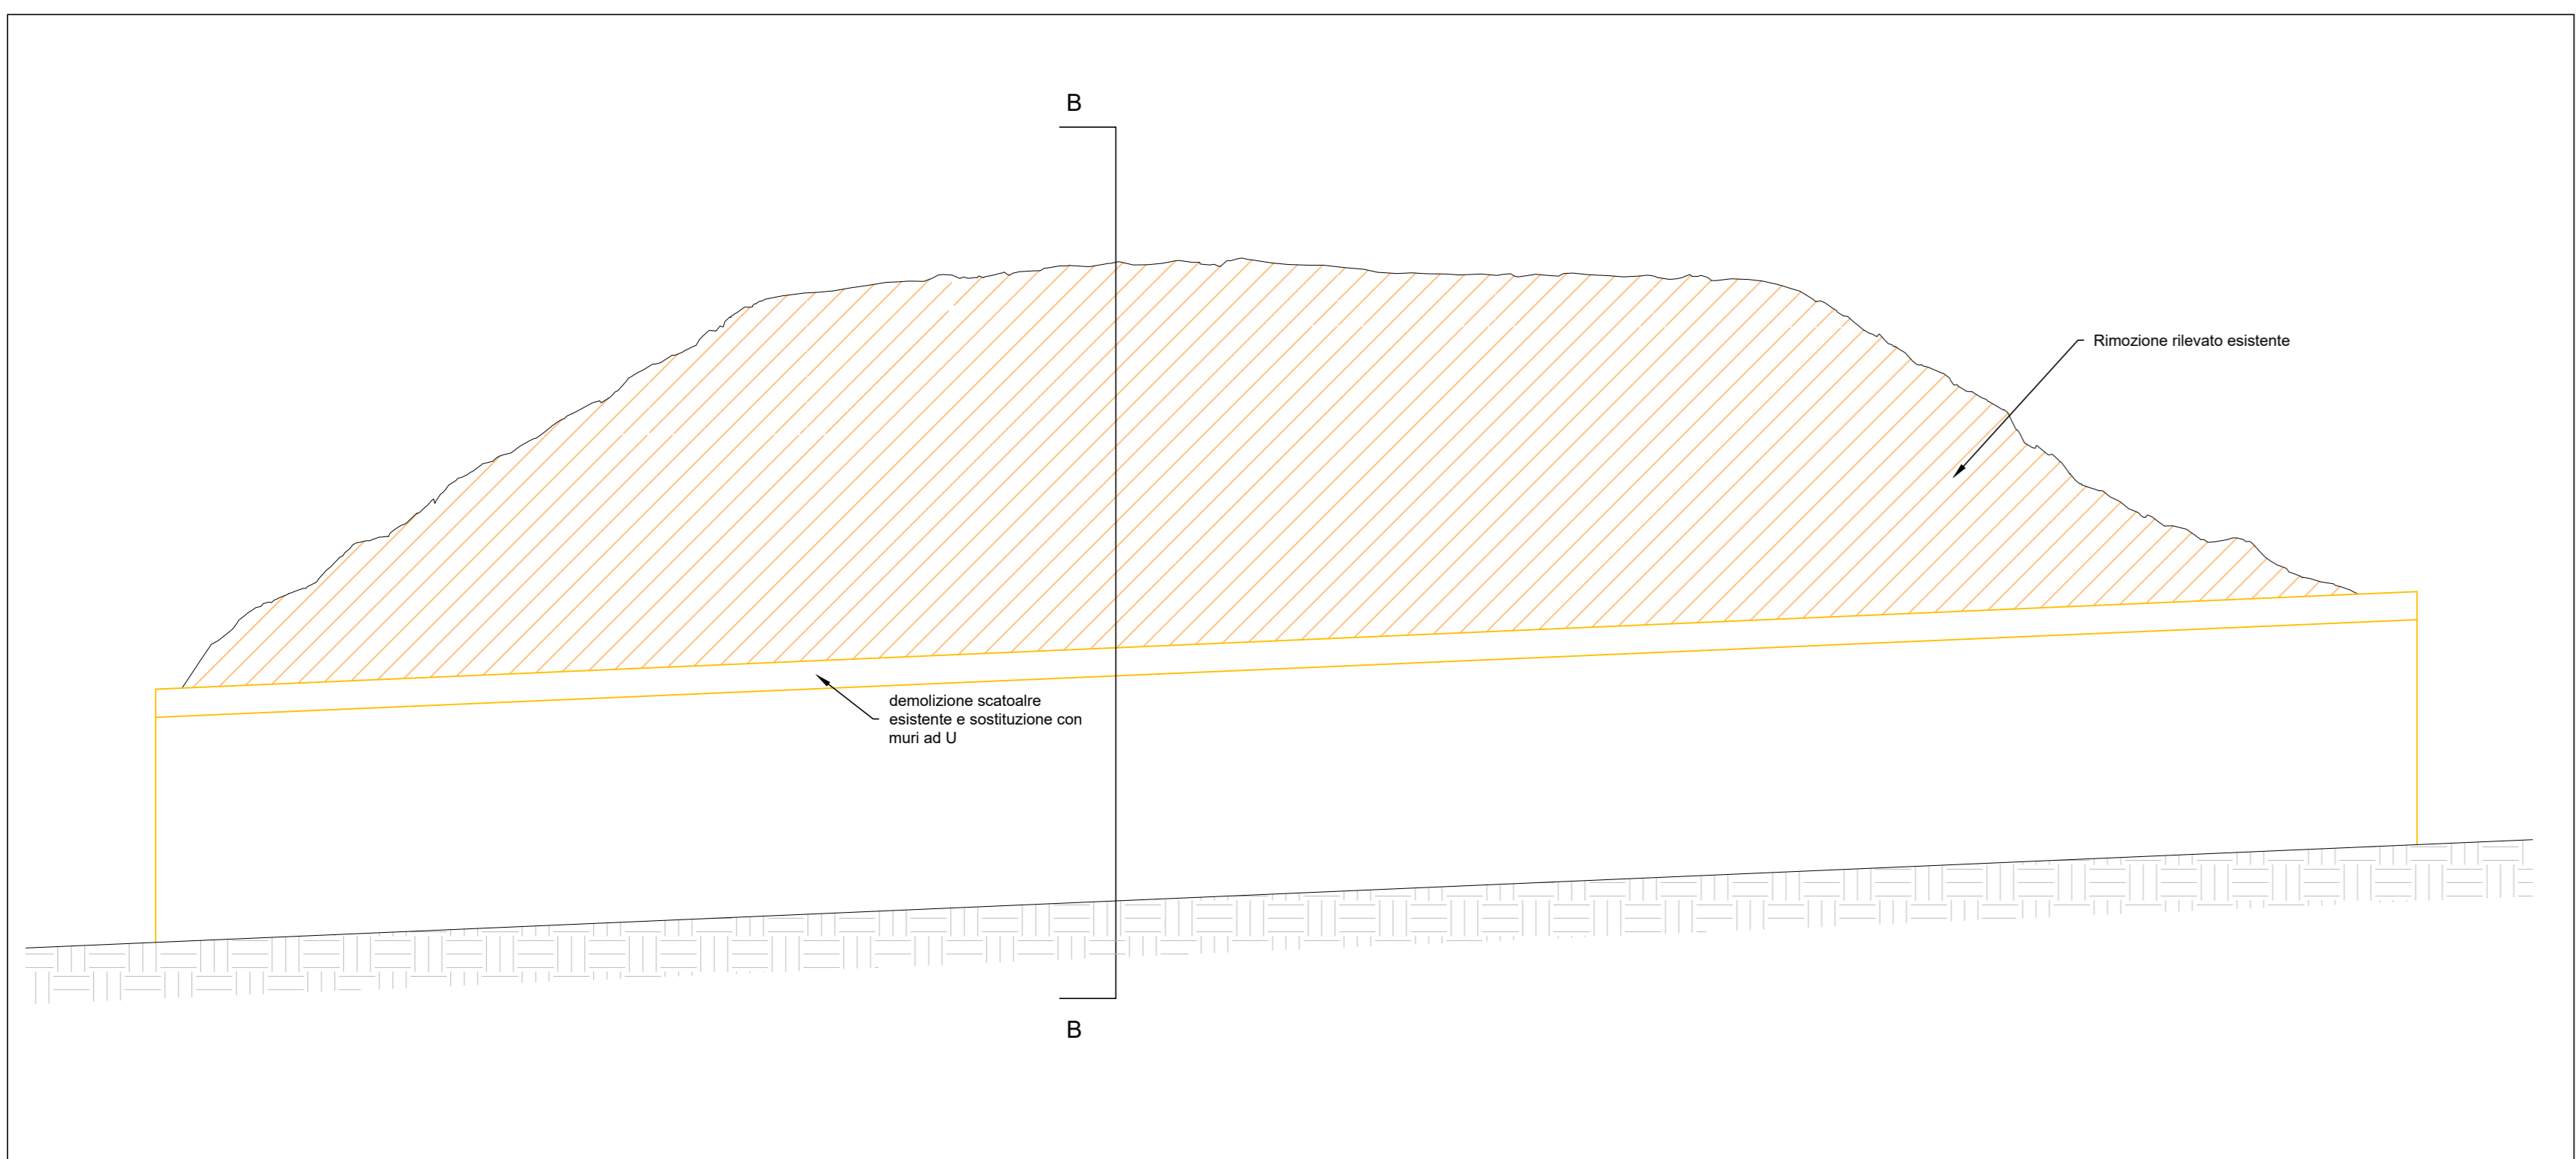 B
Rimozione rilevato esistente
demolizione scatoalre
esistente e sostituzione con
muri ad U
B